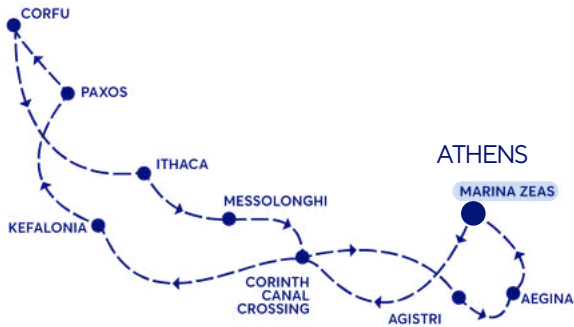 CORFU
PAXOS
ITHACA
ATHENS
MARINA ZEAS
MESSOLONGHI
KEFALONIA
CORINTH
CANAL
CROSSING
AGISTRI
AEGINA